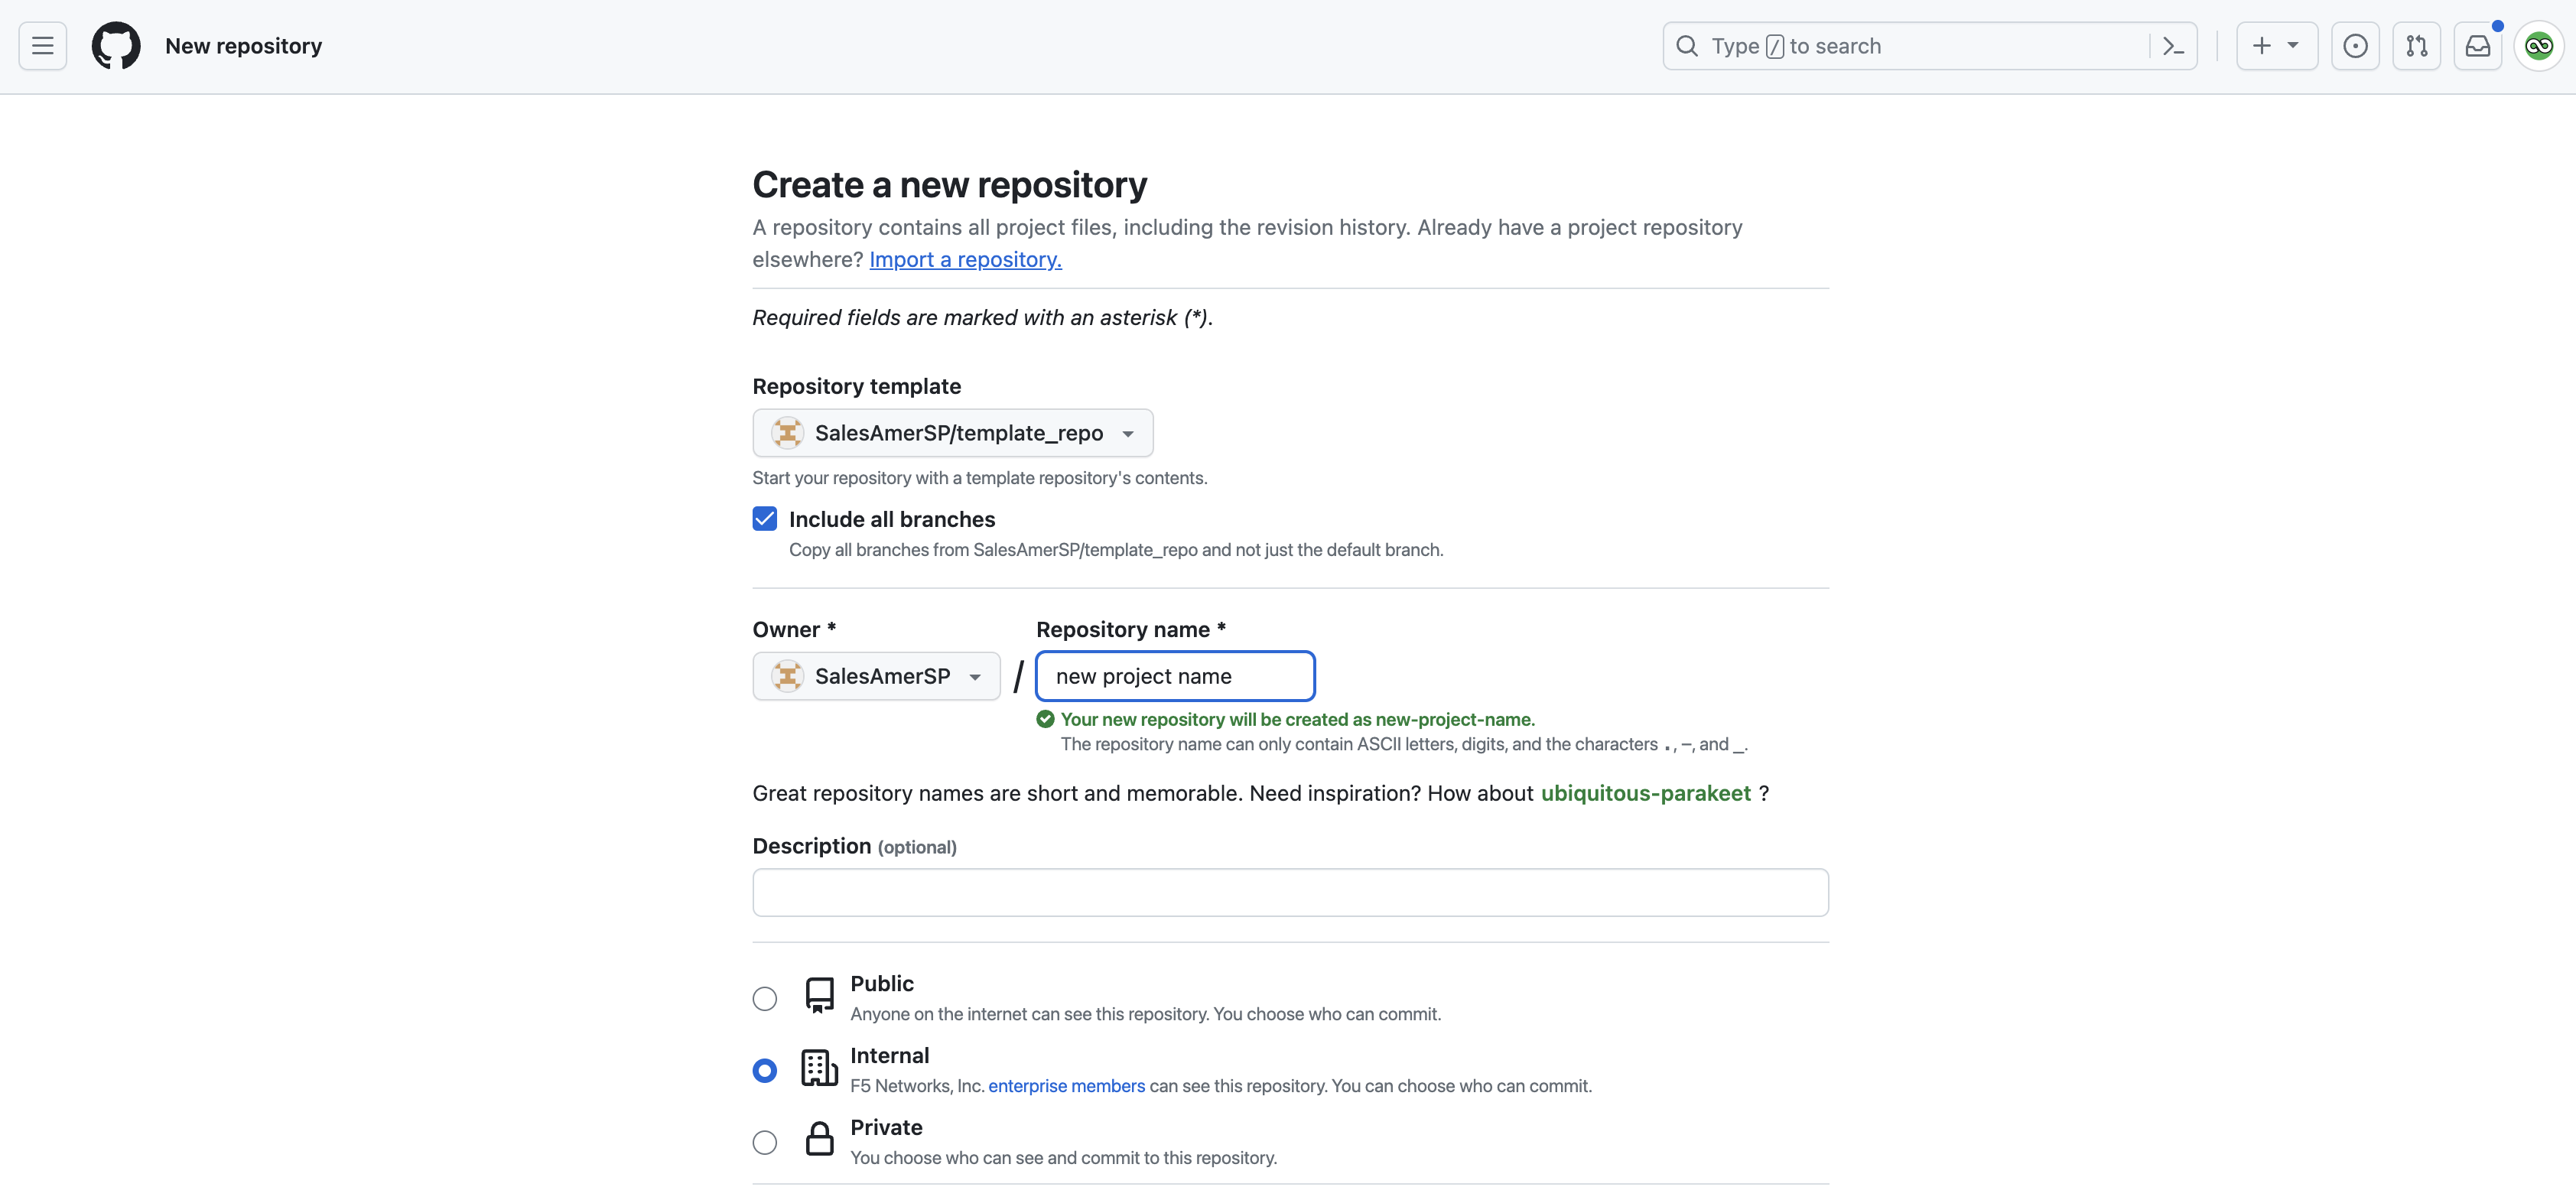 New repository
Type / to search
Create a new repository
A repository contains all project files, including the revision history. Already have a project repository
elsewhere? Import a repository.
Required fields are marked with an asterisk (*).
Repository template
SalesAmerSP/template_repo
Start your repository with a template repository's contents.
Include all branches
Copy all branches from SalesAmerSP/template_repo and not just the default branch.
Owner * Repository name *
SalesAmerSP / new project name
Your new repository will be created as new-project-name.
The repository name can only contain ASCII letters, digits, and the characters ., -, and _.
Great repository names are short and memorable. Need inspiration? How about ubiquitous-parakeet ?
Description (optional)
Public
Anyone on the internet can see this repository. You choose who can commit.
Internal
F5 Networks, Inc. enterprise members can see this repository. You can choose who can commit.
Private
You choose who can see and commit to this repository.